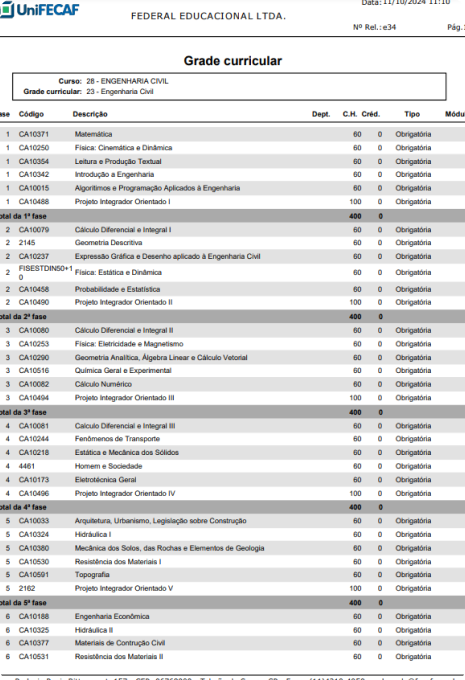 UniFECAF
Data: 11/10/2024 11:10
FEDERAL EDUCACIONAL LTDA.
Nº Rel.:e34 Pág.:
Grade curricular
Curso: 28 - ENGENHARIA CIVIL
Grade curricular: 23 - Engenharia Civil
ase Código Descrição Dept. C.H. Créd. Tipo Módul
1 CA10371 Matemática 60 0 Obrigatória
1 CA10250 Física: Cinemática e Dinâmica 60 0 Obrigatória
1 CA10354 Leitura e Produção Textual 60 0 Obrigatória
1 CA10342 Introdução a Engenharia 60 0 Obrigatória
1 CA10015 Algoritimos e Programação Aplicados à Engenharia 60 0 Obrigatória
1 CA10488 Projeto Integrador Orientado I 100 0 Obrigatória
otal da 1ª fase 400 0
2 CA10079 Cálculo Diferencial e Integral I 60 0 Obrigatória
2 2145 Geometria Descritiva 60 0 Obrigatória
2 CA10237 Expressão Gráfica e Desenho aplicado à Engenharia Civil 60 0 Obrigatória
2 FISESTDIN50+1
0 Física: Estática e Dinâmica 60 0 Obrigatória
2 CA10458 Probabilidade e Estatística 60 0 Obrigatória
2 CA10490 Projeto Integrador Orientado II 100 0 Obrigatória
otal da 2ª fase 400 0
3 CA10080 Cálculo Diferencial e Integral II 60 0 Obrigatória
3 CA10253 Física: Eletricidade e Magnetismo 60 0 Obrigatória
3 CA10290 Geometria Analítica, Álgebra Linear e Cálculo Vetorial 60 0 Obrigatória
3 CA10516 Química Geral e Experimental 60 0 Obrigatória
3 CA10082 Cálculo Numérico 60 0 Obrigatória
3 CA10494 Projeto Integrador Orientado III 100 0 Obrigatória
otal da 3ª fase 400 0
4 CA10081 Calculo Diferencial e Integral III 60 0 Obrigatória
4 CA10244 Fenômenos de Transporte 60 0 Obrigatória
4 CA10218 Estática e Mecânica dos Sólidos 60 0 Obrigatória
4 4461 Homem e Sociedade 60 0 Obrigatória
4 CA10173 Eletrotécnica Geral 60 0 Obrigatória
4 CA10496 Projeto Integrador Orientado IV 100 0 Obrigatória
otal da 4ª fase 400 0
5 CA10033 Arquitetura, Urbanismo, Legislação sobre Construção 60 0 Obrigatória
5 CA10324 Hidráulica I 60 0 Obrigatória
5 CA10380 Mecânica dos Solos, das Rochas e Elementos de Geologia 60 0 Obrigatória
5 CA10530 Resistência dos Materiais I 60 0 Obrigatória
5 CA10591 Topografia 60 0 Obrigatória
5 2162 Projeto Integrador Orientado V 100 0 Obrigatória
otal da 5ª fase 400 0
6 CA10188 Engenharia Econômica 60 0 Obrigatória
6 CA10325 Hidráulica II 60 0 Obrigatória
6 CA10377 Materiais de Contrução Civil 60 0 Obrigatória
6 CA10531 Resistência dos Materiais II 60 0 Obrigatória